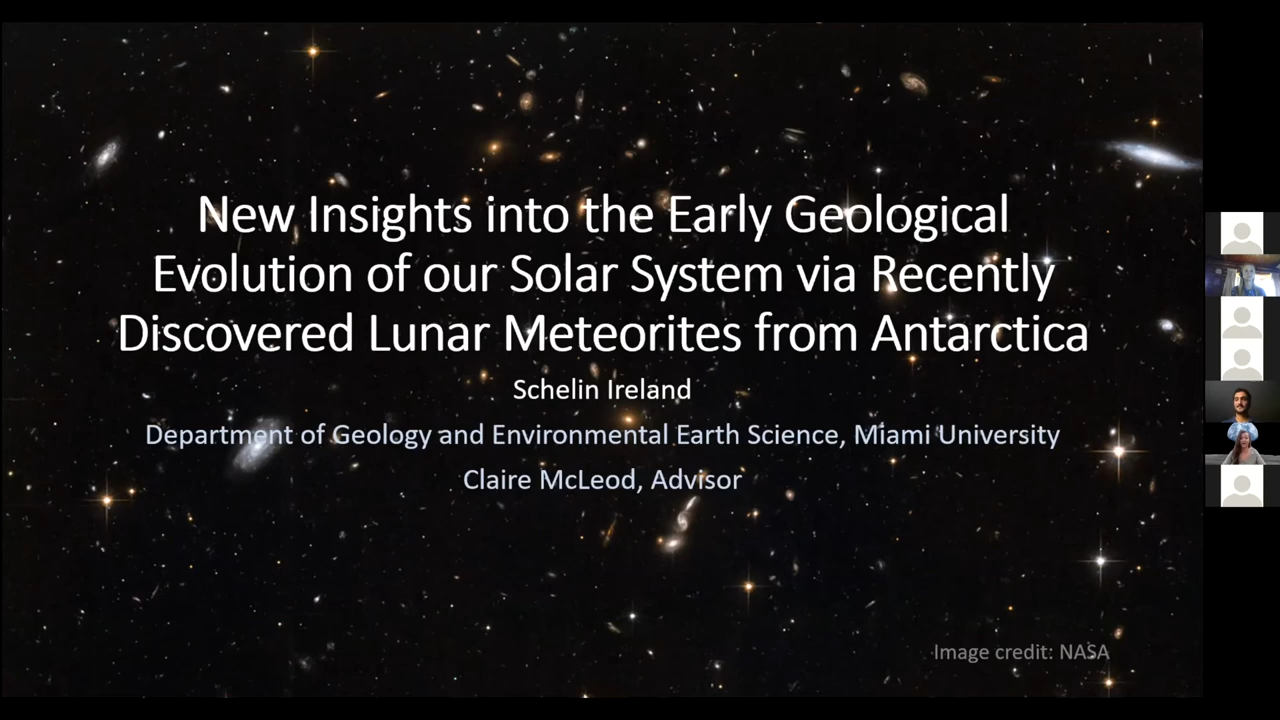 New Insights into the Early Geological
Evolution of our Solar System via Recently
Discovered Lunar Meteorites from Antarctica
Schelin Ireland
Department of Geology and Environmental Earth Science, Miami University
Claire McLeod, Advisor
Image credit: NASA